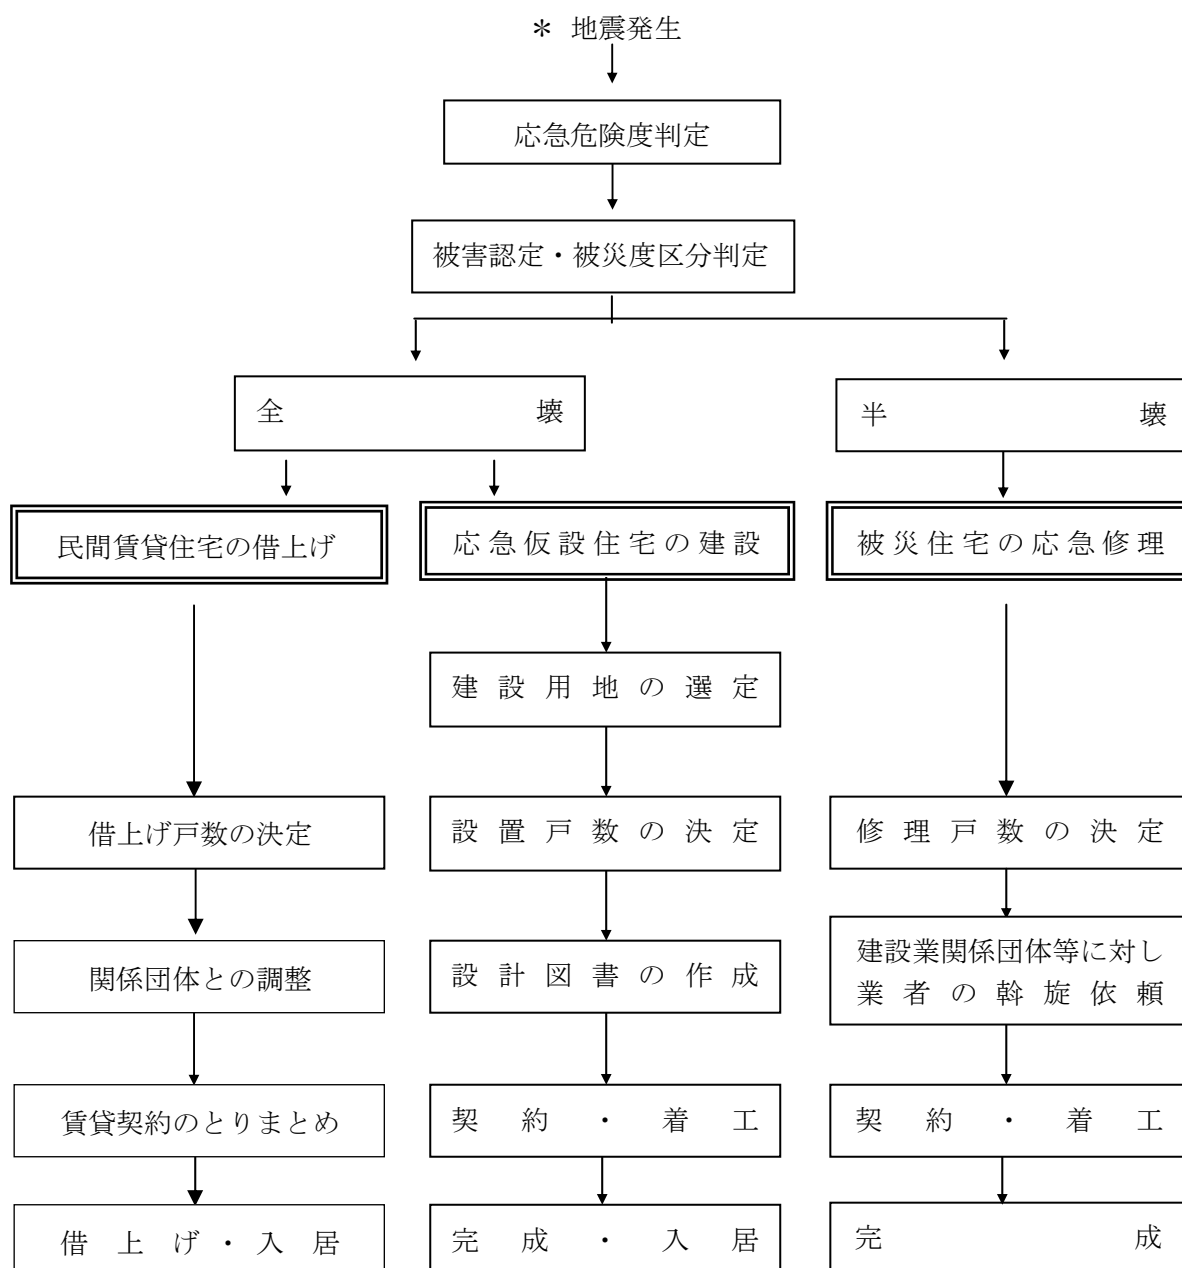 ＊ 地震発生
応急危険度判定
被害認定・被災度区分判定
全壊
半壊
民間賃貸住宅の借上げ
応急仮設住宅の建設
被災住宅の応急修理
建設用地の選定
借上げ戸数の決定
設置戸数の決定
修理戸数の決定
関係団体との調整
設計図書の作成
建設業関係団体等に対し
業者の斡旋依頼
賃貸契約のとりまとめ
契約・着工
契約・着工
借上げ・入居
完成・入居
完成